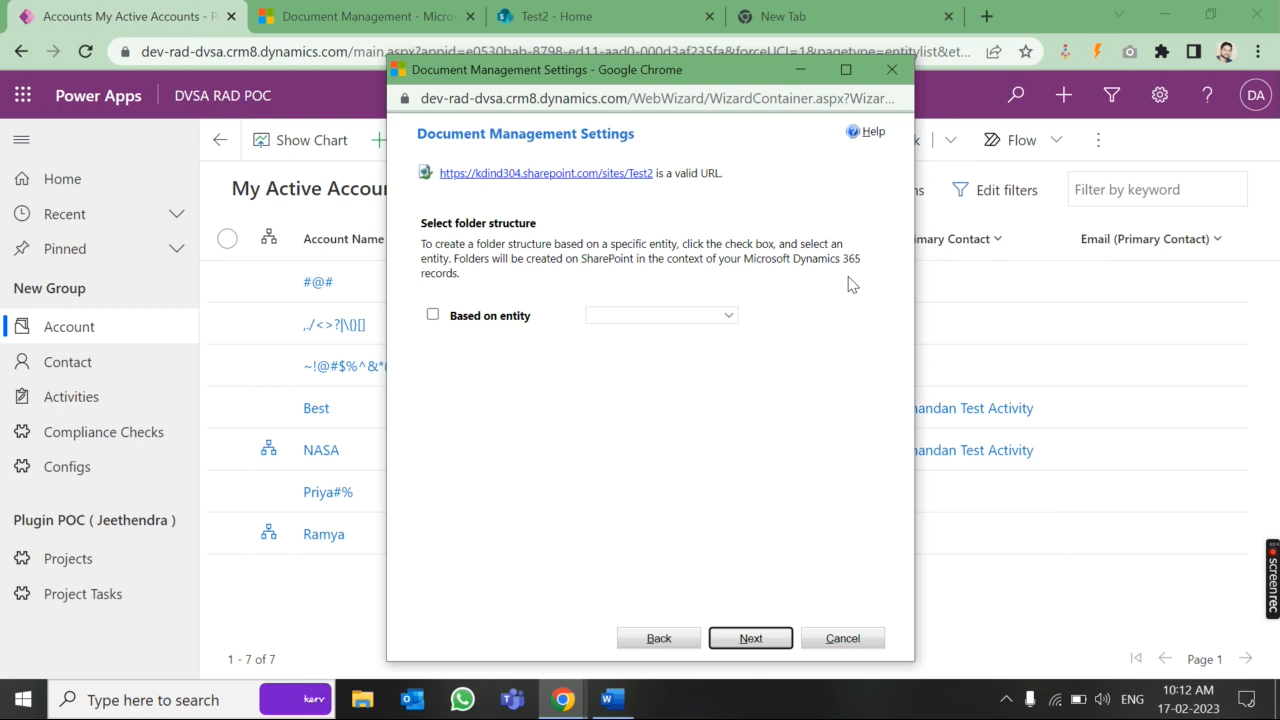 Accounts My Active Accounts - P
Document Management - Micros
Test2 - Home
New Tab
dev-rad-dvsa.crm8.dynamics.com/main.aspx?appid=e0530bab-8798-ed11-aad0-000d3af235fa&forceUCI=1&pagetype=entitylist&et...
Document Management Settings - Google Chrome
Power Apps
DVSA RAD POC
DA
dev-rad-dvsa.crm8.dynamics.com/WebWizard/WizardContainer.aspx?Wizar...
Show Chart
Document Management Settings
Help
k
Flow
Home
Recent
Pinned
New Group
Account
Contact
Activities
Compliance Checks
Configs
Plugin POC ( Jeethendra )
Projects
Project Tasks
My Active Accou
ns
Edit filters
Filter by keyword
Account Name
imary Contact
Email (Primary Contact)
#@#
,./<>?|\{}[]
~!@#$%^&*(
Best
andan Test Activity
NASA
andan Test Activity
Priya#%
Ramya
1 - 7 of 7
Page 1
https://kdind304.sharepoint.com/sites/Test2 is a valid URL.
Select folder structure
To create a folder structure based on a specific entity, click the check box, and select an
entity. Folders will be created on SharePoint in the context of your Microsoft Dynamics 365
records.
Based on entity
Back
Next
Cancel
screenrec
Type here to search
kerv
ENG
10:12 AM
17-02-2023